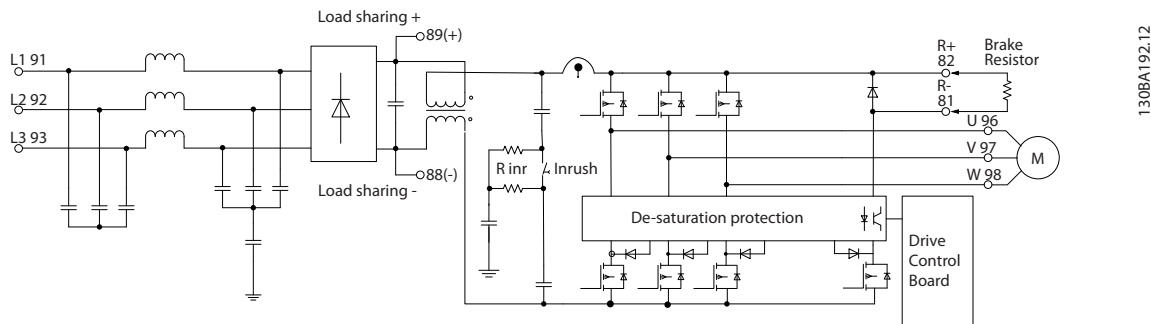 Load sharing +
89(+)
L1 91
L2 92
L3 93
88(-)
Load sharing -
R inr
Inrush
R+
82
Brake
Resistor
R-
81
U 96
V 97
W 98
M
De-saturation protection
Drive
Control
Board
130BA192.12